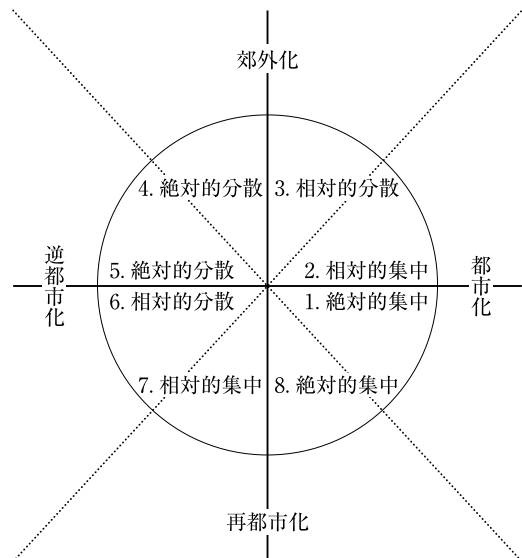 郊外化
4. 絶対的分散
3. 相対的分散
逆都市化
5. 絶対的分散
2. 相対的集中
都市化
6. 相対的分散
1. 絶対的集中
7. 相対的集中
8. 絶対的集中
再都市化